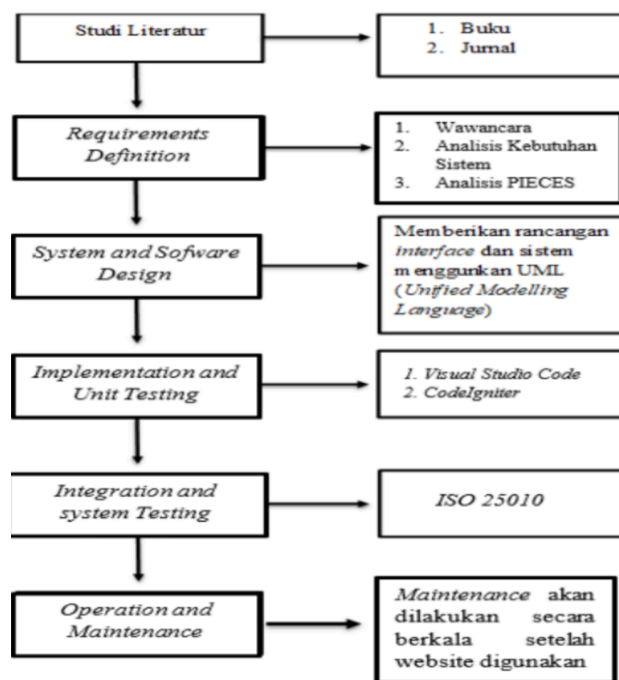 Studi Literatur
1. Buku
2. Jurnal
Requirements
Definition
1. Wawancara
2. Analisis Kebutuhan
Sistem
3. Analisis PIECES
System and Sofware
Design
Memberikan rancangan
interface dan sistem
menggunkan UML
(Unified Modelling
Language)
Implementation and
Unit Testing
1. Visual Studio Code
2. CodeIgniter
Integration and
system Testing
ISO 25010
Operation and
Maintenance
Maintenance akan
dilakukan secara
berkala setelah
website digunakan